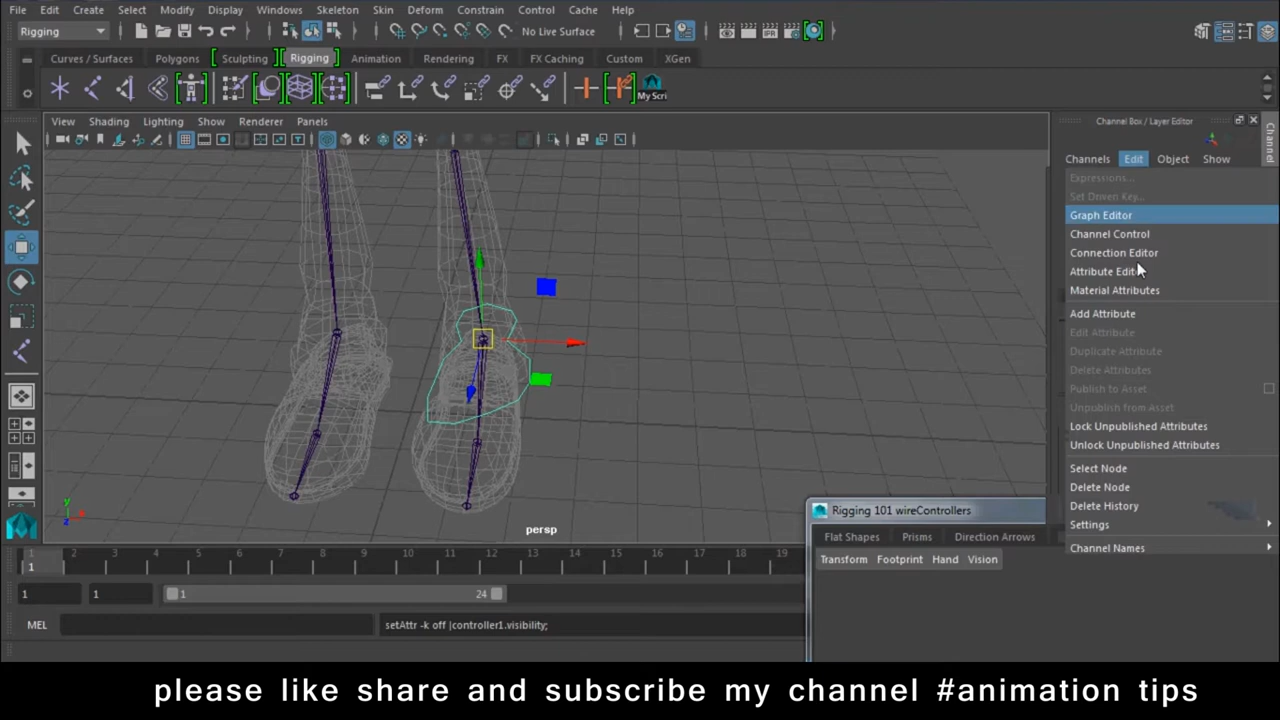 File Edit Create Select Modify Display Windows Skeleton Skin Deform Constrain Control Cache Help
Rigging No Live Surface
Curves / Surfaces Polygons Sculpting Rigging Animation Rendering FX FX Caching Custom XGen
My Scri
View Shading Lighting Show Renderer Panels
Channel Box / Layer Editor
Channel
Channels Edit Object Show
Expressions...
Set Driven Key...
Graph Editor
Channel Control
Connection Editor
Attribute Edit
Material Attributes
Add Attribute
Edit Attribute
Duplicate Attribute
Delete Attributes
Publish to Asset
Unpublish from Asset
Lock Unpublished Attributes
Unlock Unpublished Attributes
Select Node
Delete Node
Delete History
Settings
Channel Names
y
z
persp
Rigging 101 wireControllers
Flat Shapes Prisms Direction Arrows
Transform Footprint Hand Vision
1 2 3 4 5 6 7 8 9 10 11 12 13 14 15 16 17 18 19
1
1 1 1 24
MEL setAttr -k off |controller1.visibility;
please like share and subscribe my channel #animation tips